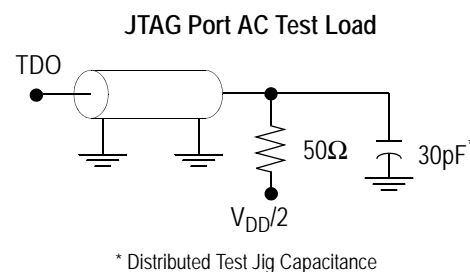 JTAG Port AC Test Load
TDO
50Ω
30pF*
VDD/2
* Distributed Test Jig Capacitance